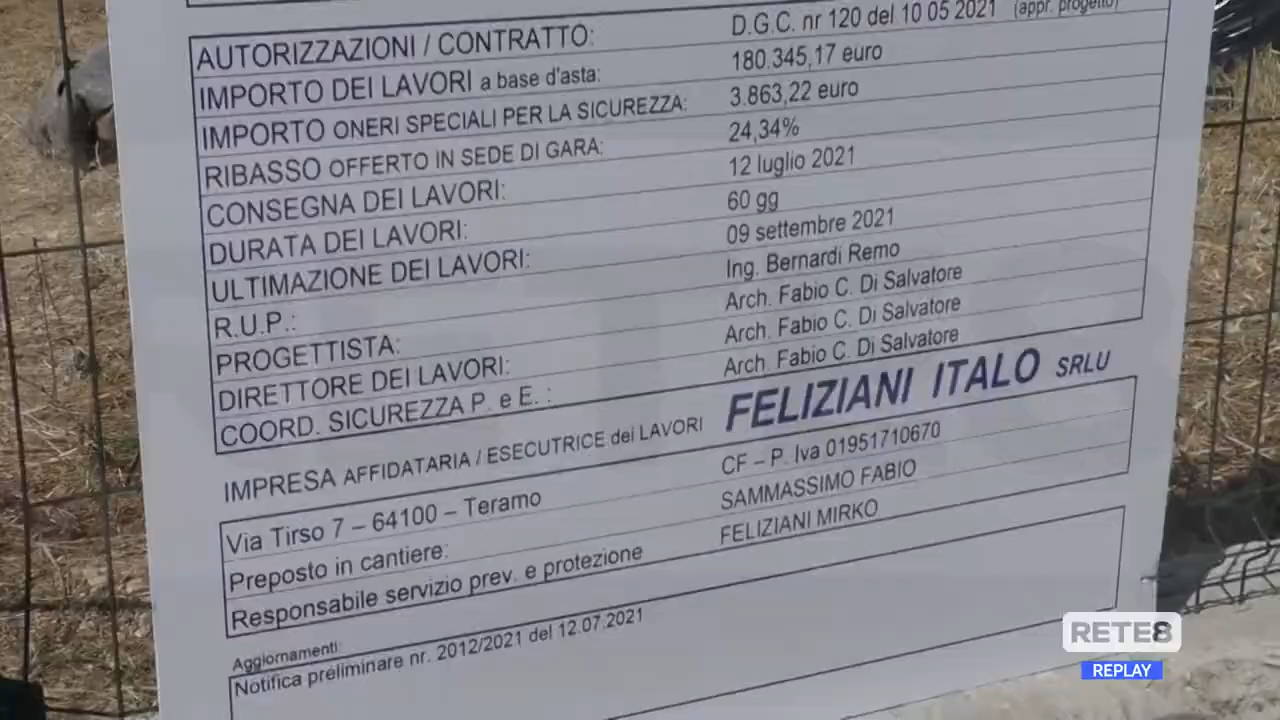 AUTORIZZAZIONI / CONTRATTO: D.G.C. nr 120 del 10 05 2021 (appr. progetto)
IMPORTO DEI LAVORI a base d'asta: 180.345,17 euro
IMPORTO ONERI SPECIALI PER LA SICUREZZA: 3.863,22 euro
RIBASSO OFFERTO IN SEDE DI GARA: 24,34%
CONSEGNA DEI LAVORI: 12 luglio 2021
DURATA DEI LAVORI: 60 gg
ULTIMAZIONE DEI LAVORI: 09 settembre 2021
R.U.P.: Ing. Bernardi Remo
PROGETTISTA: Arch. Fabio C. Di Salvatore
DIRETTORE DEI LAVORI: Arch. Fabio C. Di Salvatore
COORD. SICUREZZA P. e E. : Arch. Fabio C. Di Salvatore
IMPRESA AFFIDATARIA / ESECUTRICE dei LAVORI FELIZIANI ITALO SRLU
Via Tirso 7 – 64100 – Teramo CF – P. Iva 01951710670
Preposto in cantiere: SAMMASSIMO FABIO
Responsabile servizio prev. e protezione FELIZIANI MIRKO
Aggiornamenti:
Notifica preliminare nr. 2012/2021 del 12.07.2021
RETE8
REPLAY